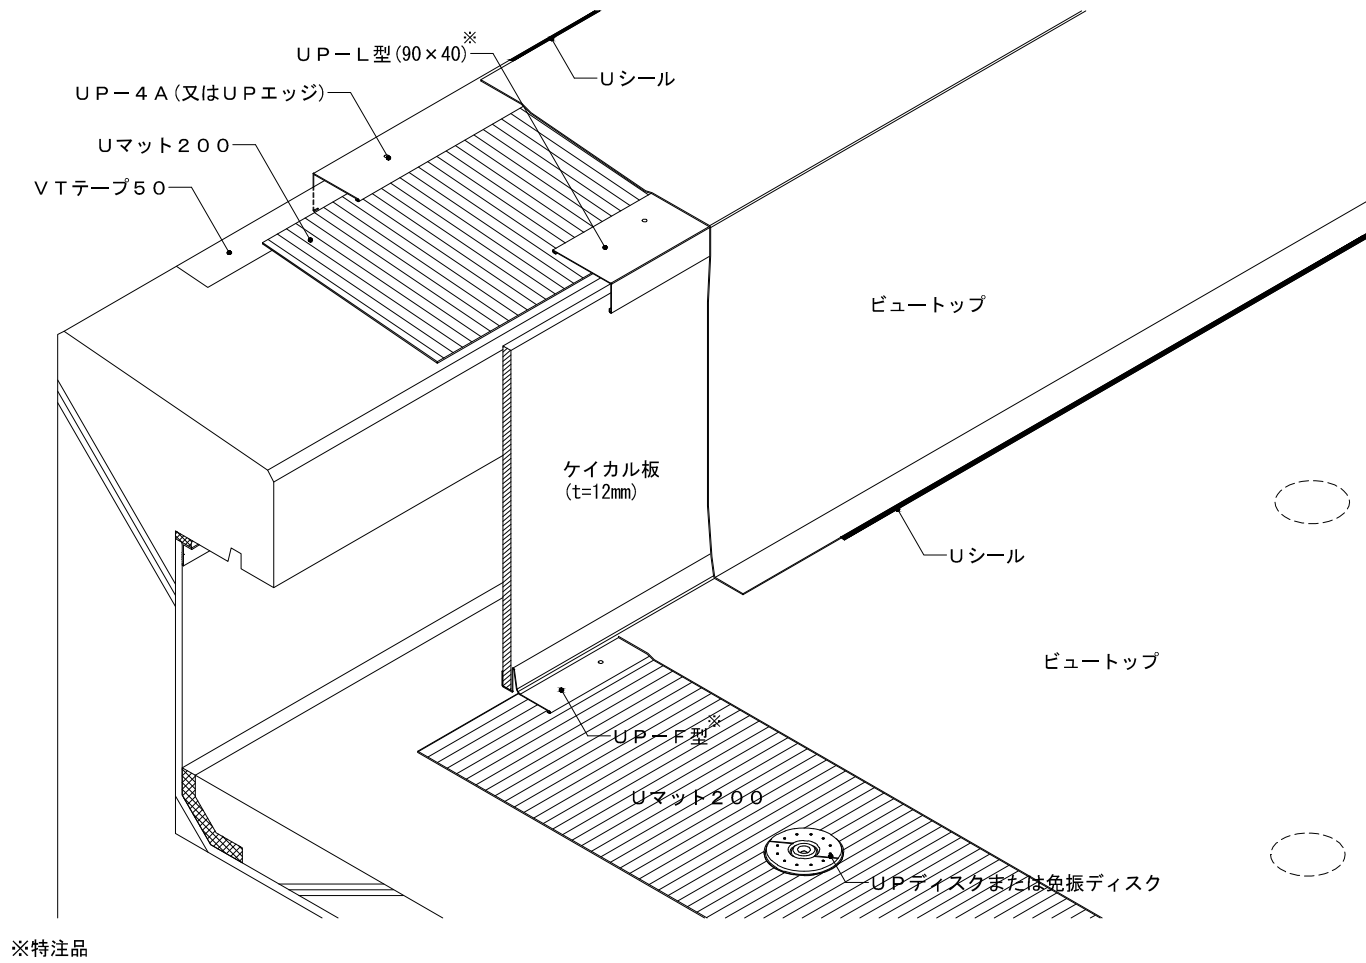 ※
ＵＰ－Ｌ型(90×40)
Ｕシール
ＵＰ－４Ａ(又はＵＰエッジ)
Ｕマット２００
ＶＴテープ５０
ビュートップ
ケイカル板
(t=12mm)
Ｕシール
ビュートップ
※
ＵＰ－Ｆ型
Ｕマット２００
ＵＰディスクまたは免振ディスク
※特注品